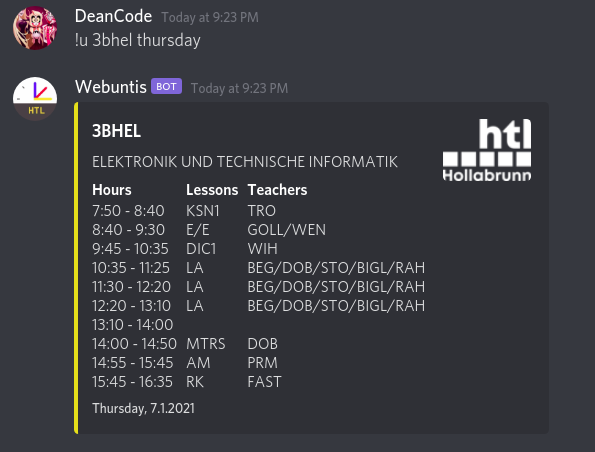 DeanCode Today at 9:23 PM
!u 3bhel thursday
HTL
Webuntis BOT Today at 9:23 PM
3BHEL
htl
Hollabrunn
ELEKTRONIK UND TECHNISCHE INFORMATIK
Hours Lessons Teachers
7:50 - 8:40 KSN1 TRO
8:40 - 9:30 E/E GOLL/WEN
9:45 - 10:35 DIC1 WIH
10:35 - 11:25 LA BEG/DOB/STO/BIGL/RAH
11:30 - 12:20 LA BEG/DOB/STO/BIGL/RAH
12:20 - 13:10 LA BEG/DOB/STO/BIGL/RAH
13:10 - 14:00
14:00 - 14:50 MTRS DOB
14:55 - 15:45 AM PRM
15:45 - 16:35 RK FAST
Thursday, 7.1.2021